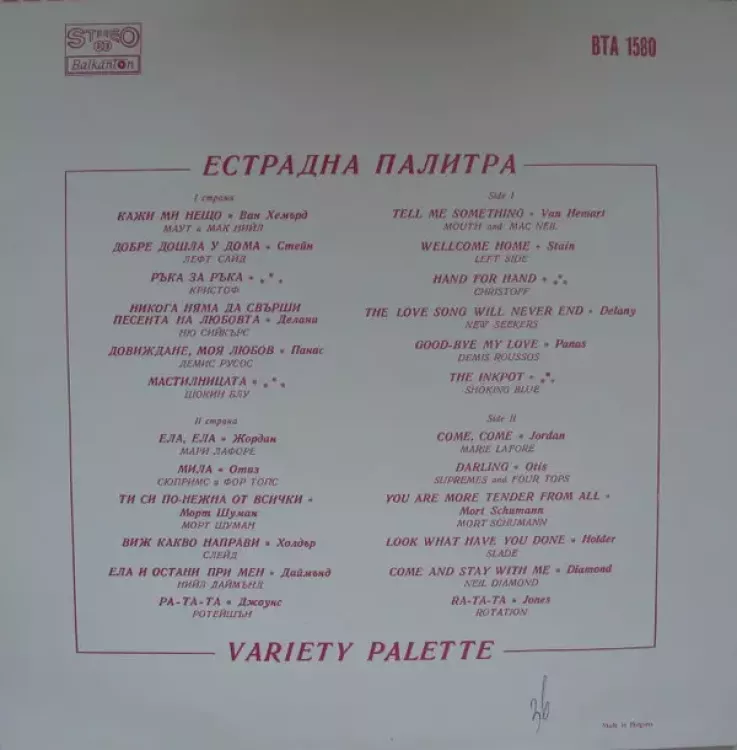 STEREO
Balkanton
ВТА 1580
ЕСТРАДНА ПАЛИТРА
I страна
КАЖИ МИ НЕЩО • Ван Хемърд
МАУТ и МАК НИЙЛ
ДОБРЕ ДОШЛА У ДОМА • Стейн
ЛЕФТ САЙД
РЪКА ЗА РЪКА • * * *
КРИСТОФ
НИКОГА НЯМА ДА СВЪРШИ
ПЕСЕНТА НА ЛЮБОВТА • Делани
НЮ СИЙКЪРС
ДОВИЖДАНЕ, МОЯ ЛЮБОВ • Панас
ДЕМИС РУСОС
МАСТИЛНИЦАТА • * * *
ШОКИН БЛУ
II страна
ЕЛА, ЕЛА • Жордан
МАРИ ЛАФОРЕ
МИЛА • Отиз
СЮПРИМС и ФОР ТОПС
ТИ СИ ПО-НЕЖНА ОТ ВСИЧКИ •
Морт Шуман
МОРТ ШУМАН
ВИЖ КАКВО НАПРАВИ • Холдър
СЛЕЙД
ЕЛА И ОСТАНИ ПРИ МЕН • Даймънд
НИЙЛ ДАЙМЪНД
РА-ТА-ТА • Джоунс
РОТЕЙШЪН
Side I
TELL ME SOMETHING • Van Hemart
MOUTH and MAC NEIL
WELLCOME HOME • Stain
LEFT SIDE
HAND FOR HAND • * * *
CHRISTOFF
THE LOVE SONG WILL NEVER END • Delany
NEW SEEKERS
GOOD-BYE MY LOVE • Panas
DEMIS ROUSSOS
THE INKPOT • * * *
SHOKING BLUE
Side II
COME, COME • Jordan
MARIE LAFORE
DARLING • Otis
SUPREMES and FOUR TOPS
YOU ARE MORE TENDER FROM ALL •
Mort Schumann
MORT SCHUMANN
LOOK WHAT HAVE YOU DONE • Holder
SLADE
COME AND STAY WITH ME • Diamond
NEIL DIAMOND
RA-TA-TA • Jones
ROTATION
VARIETY PALETTE
Made in Bulgaria